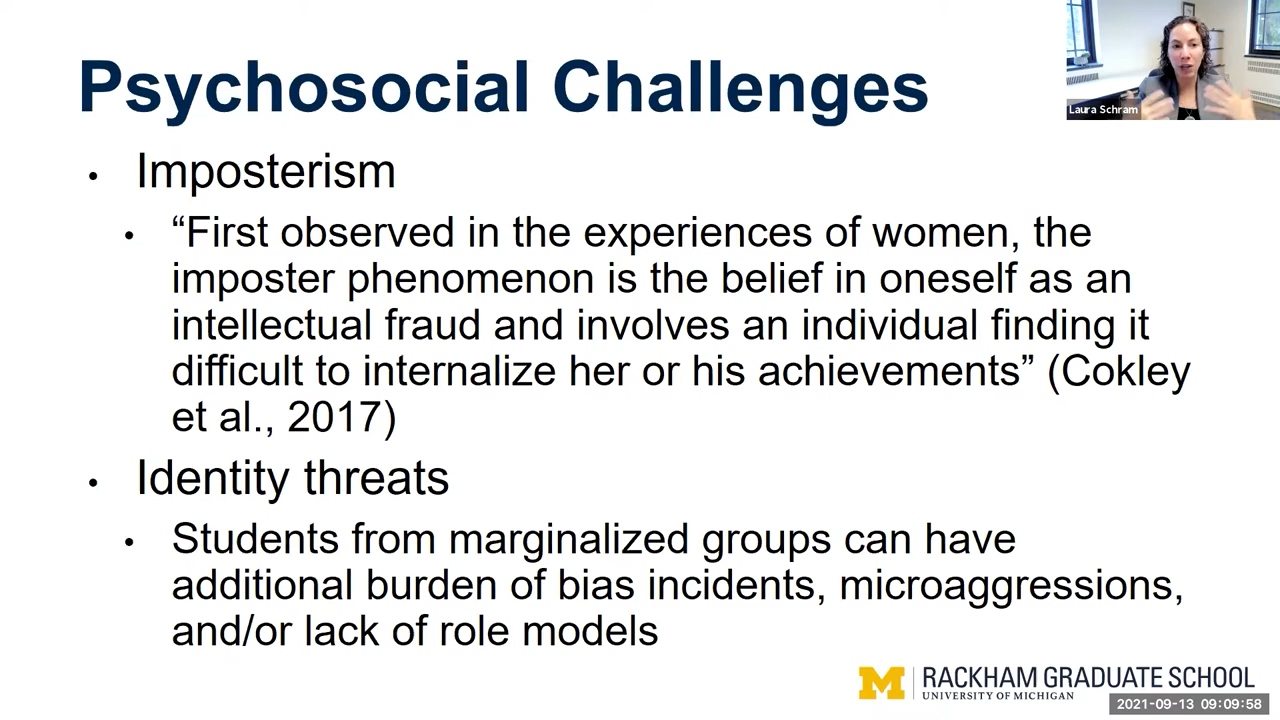 Psychosocial Challenges
Laura Schram
• Imposterism
• “First observed in the experiences of women, the
imposter phenomenon is the belief in oneself as an
intellectual fraud and involves an individual finding it
difficult to internalize her or his achievements” (Cokley
et al., 2017)
• Identity threats
• Students from marginalized groups can have
additional burden of bias incidents, microaggressions,
and/or lack of role models
M
RACKHAM GRADUATE SCHOOL
UNIVERSITY OF MICHIGAN
2021-09-13 09:09:58